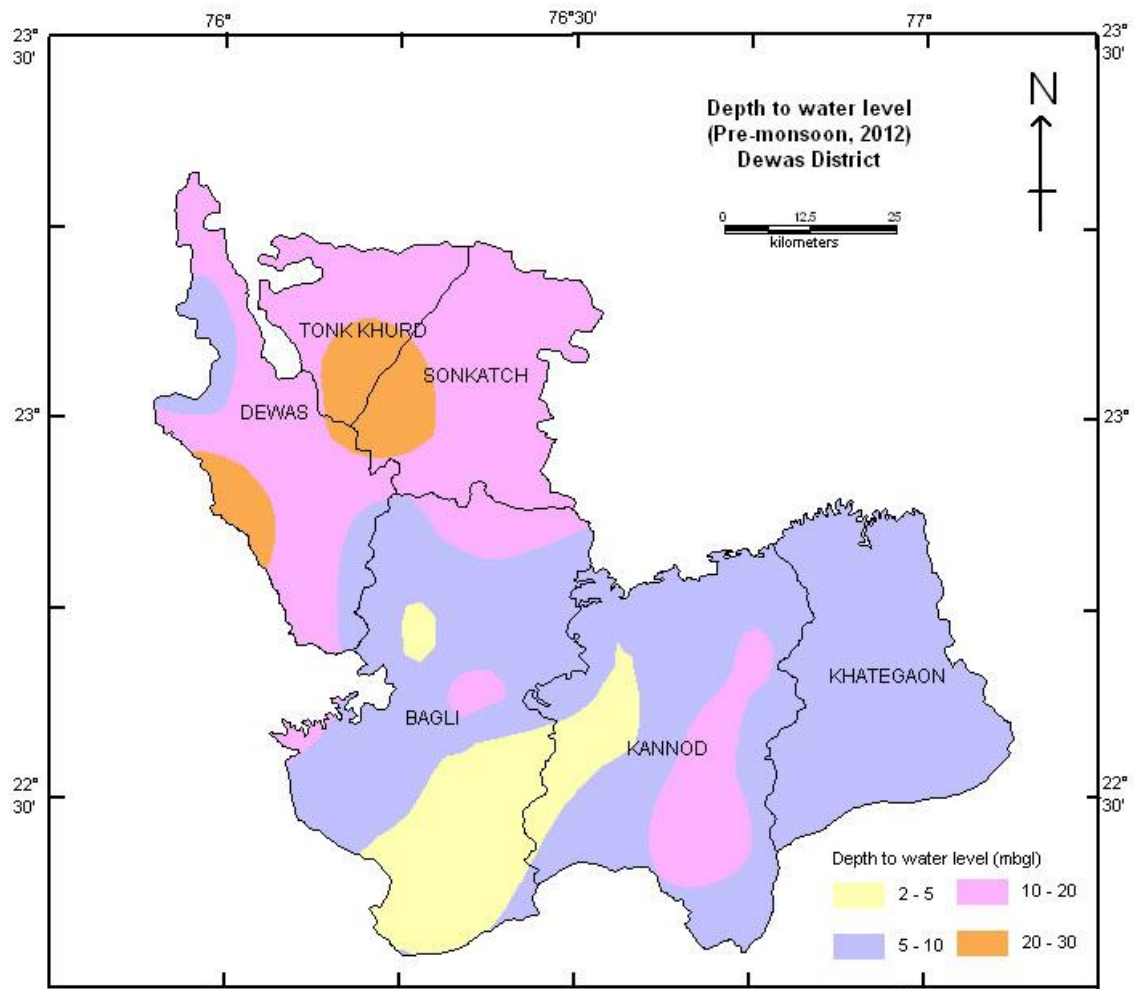 76°
76°30'
77°
23°
30'
23°
30'
Depth to water level
(Pre-monsoon, 2012)
Dewas District
N
0 12.5 25
kilometers
TONK KHURD
SONKATCH
DEWAS
23°
23°
KHATEGAON
BAGLI
KANNOD
22°
30'
22°
30'
Depth to water level (mbgl)
2 - 5
10 - 20
5 - 10
20 - 30